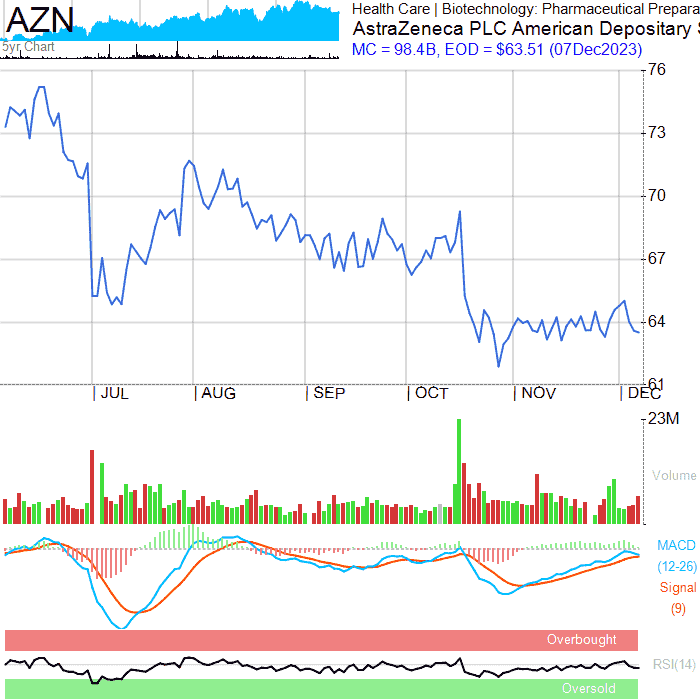 AZN
5yr Chart
Health Care | Biotechnology: Pharmaceutical Prepara
AstraZeneca PLC American Depositary S
MC = 98.4B, EOD = $63.51 (07Dec2023)
76
73
70
67
64
61
JUL AUG SEP OCT NOV DEC
23M
Volume
MACD
(12-26)
Signal
(9)
Overbought
RSI(14)
Oversold